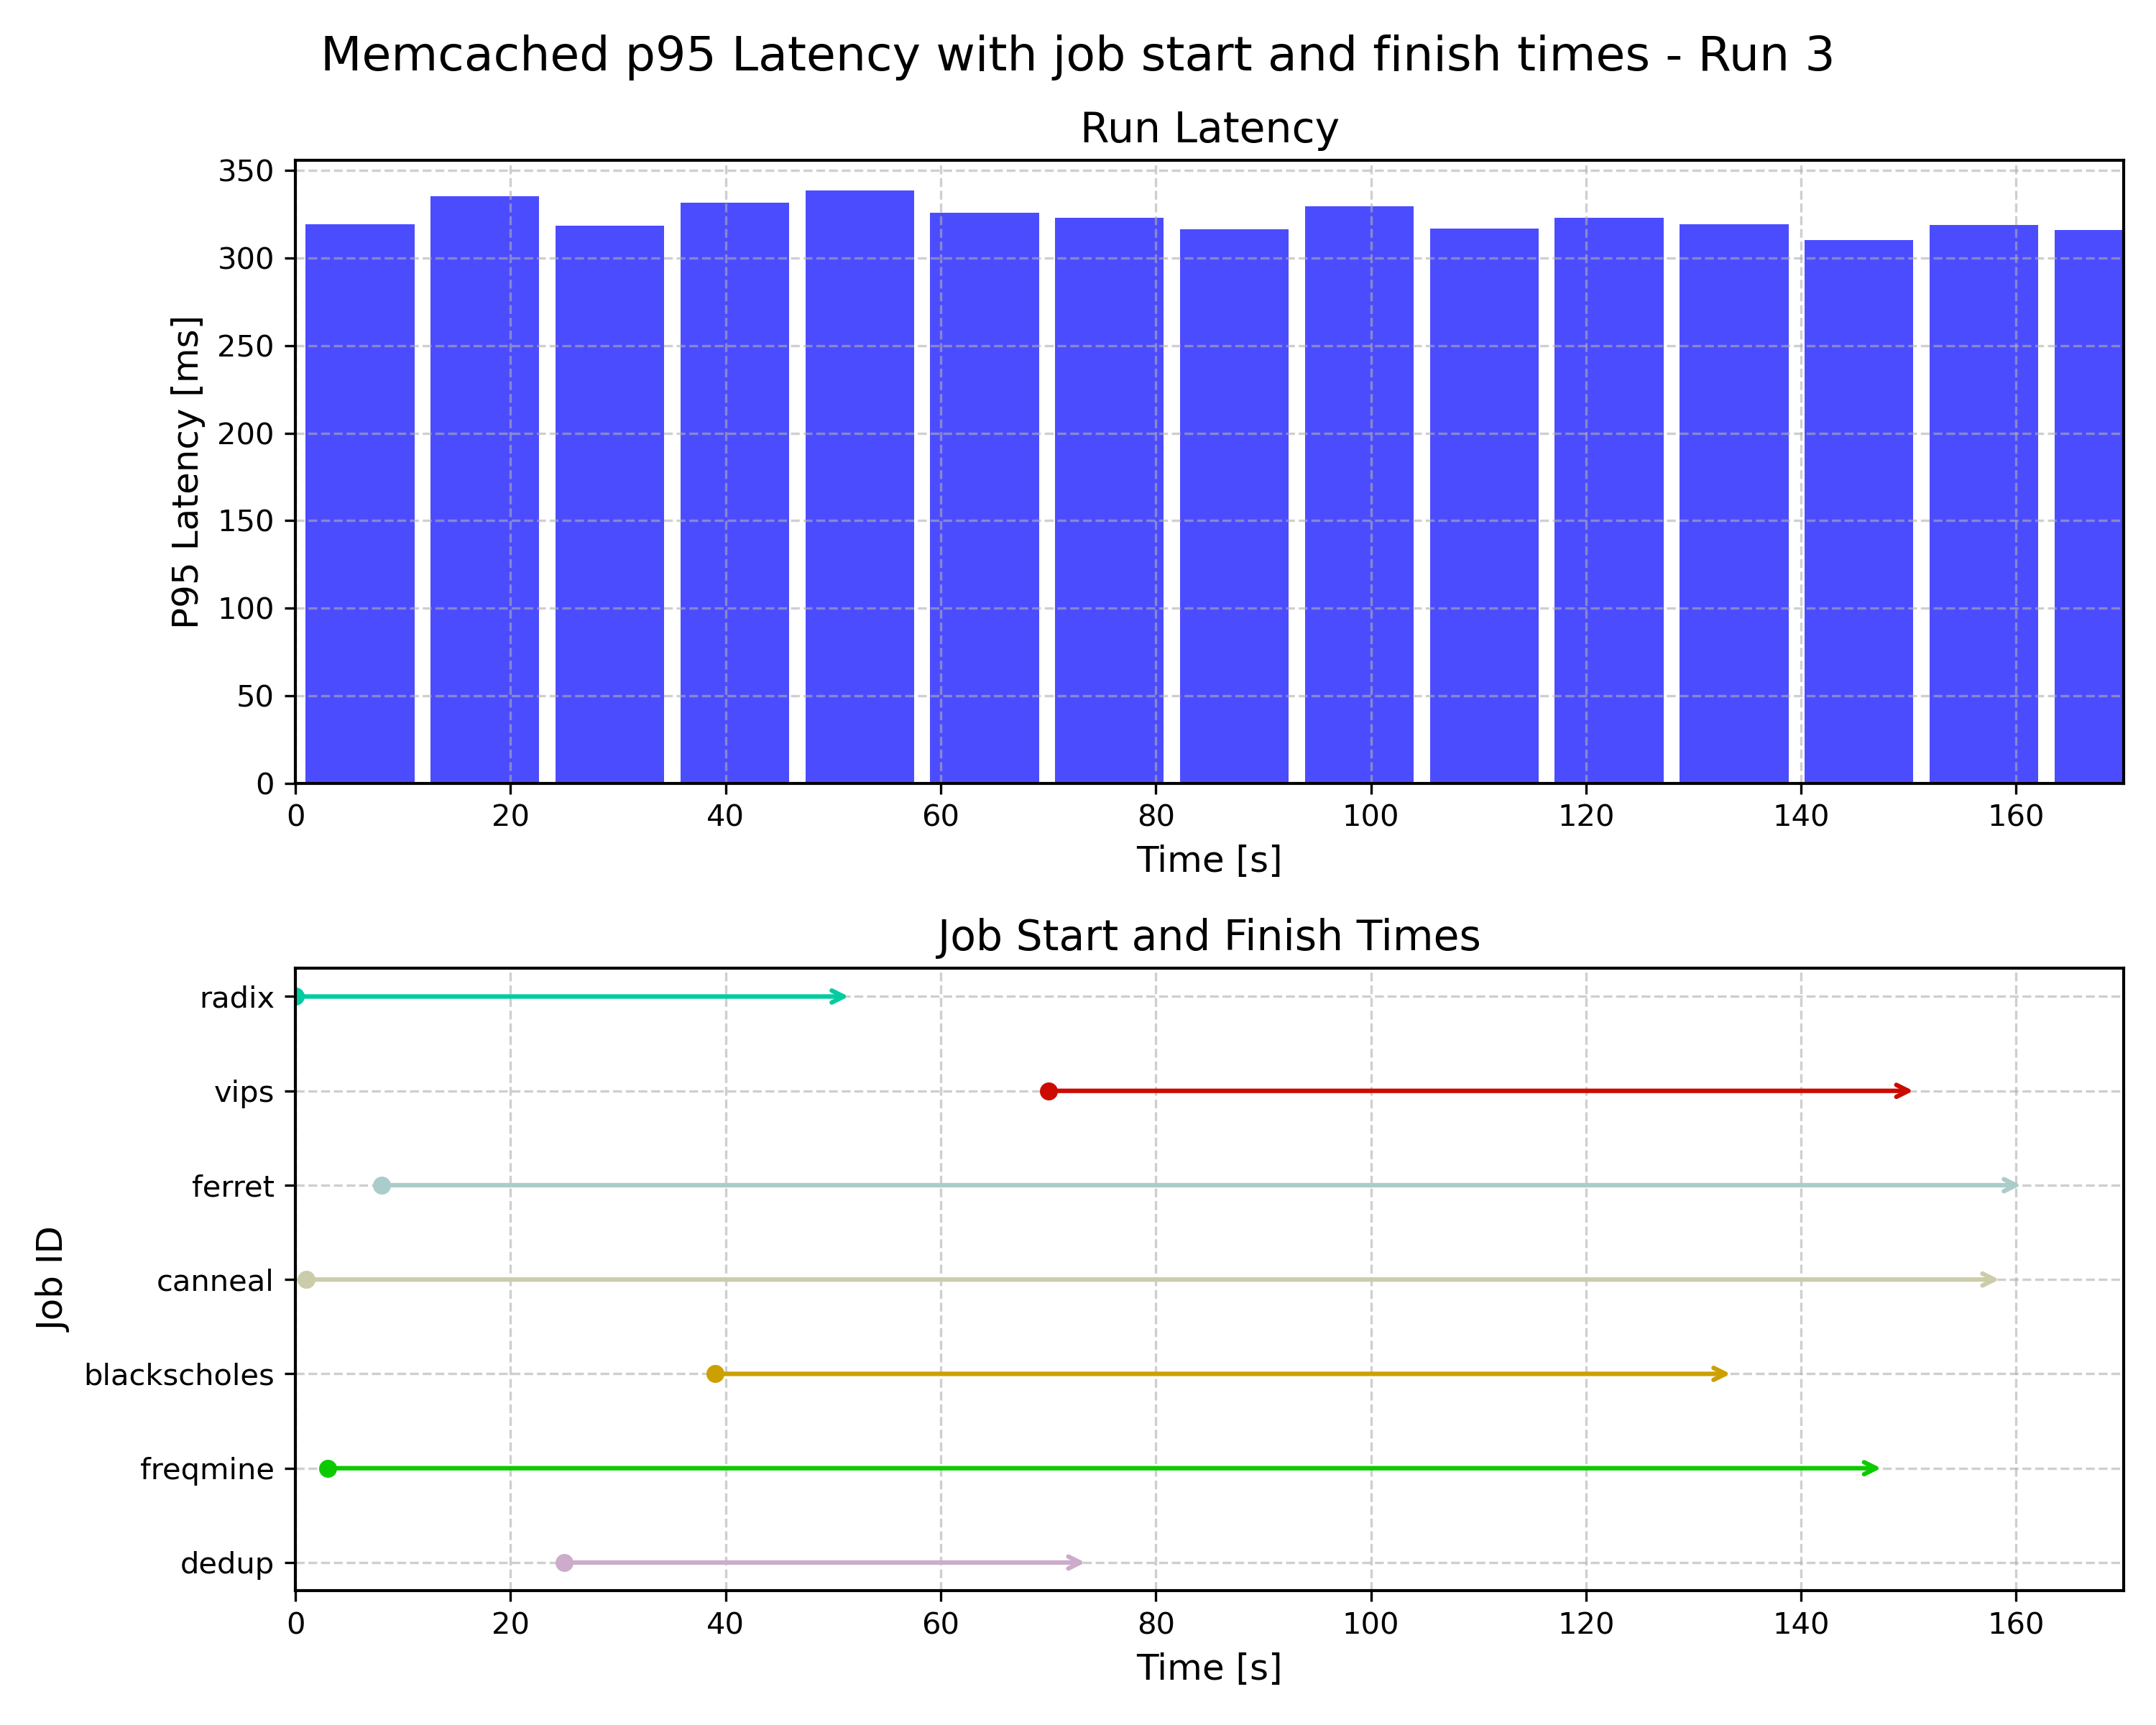 Memcached p95 Latency with job start and finish times - Run 3
Run Latency
P95 Latency [ms]
350
300
250
200
150
100
50
0
0 20 40 60 80 100 120 140 160
Time [s]
Job Start and Finish Times
Job ID
radix
vips
ferret
canneal
blackscholes
freqmine
dedup
0 20 40 60 80 100 120 140 160
Time [s]